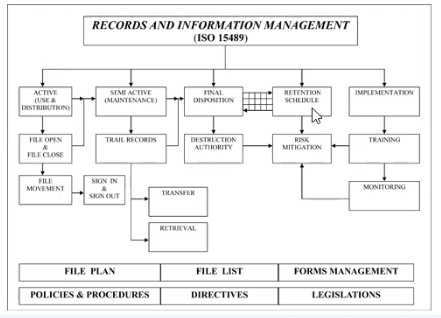 RECORDS AND INFORMATION MANAGEMENT
(ISO 15489)
ACTIVE
(USE &
DISTRIBUTION)
SEMI ACTIVE
(MAINTENANCE)
FINAL
DISPOSITION
RETENTION
SCHEDULE
IMPLEMENTATION
FILE OPEN
&
FILE CLOSE
TRAIL RECORDS
DESTRUCTION
AUTHORITY
RISK
MITIGATION
TRAINING
FILE
MOVEMENT
SIGN IN
&
SIGN OUT
TRANSFER
MONITORING
RETRIEVAL
FILE PLAN
FILE LIST
FORMS MANAGEMENT
POLICIES & PROCEDURES
DIRECTIVES
LEGISLATIONS